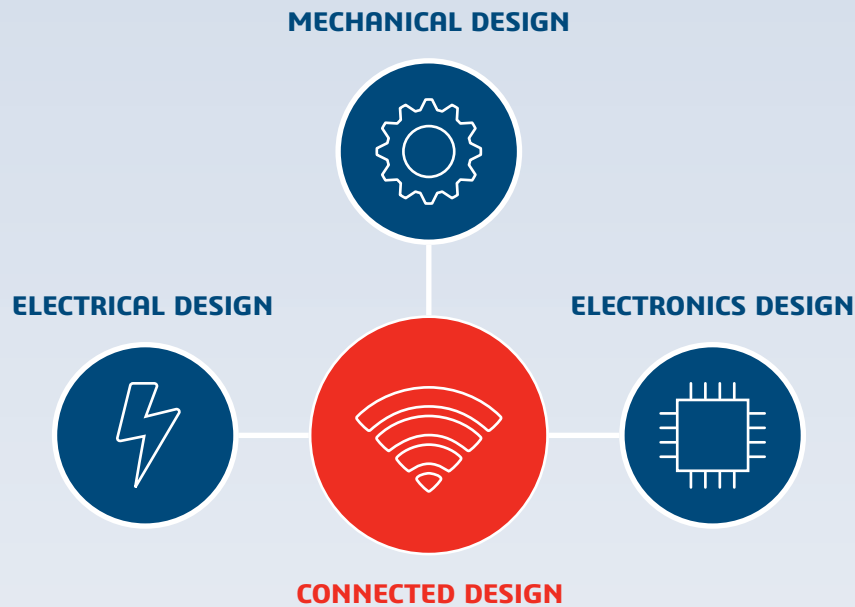 MECHANICAL DESIGN
ELECTRICAL DESIGN
ELECTRONICS DESIGN
CONNECTED DESIGN